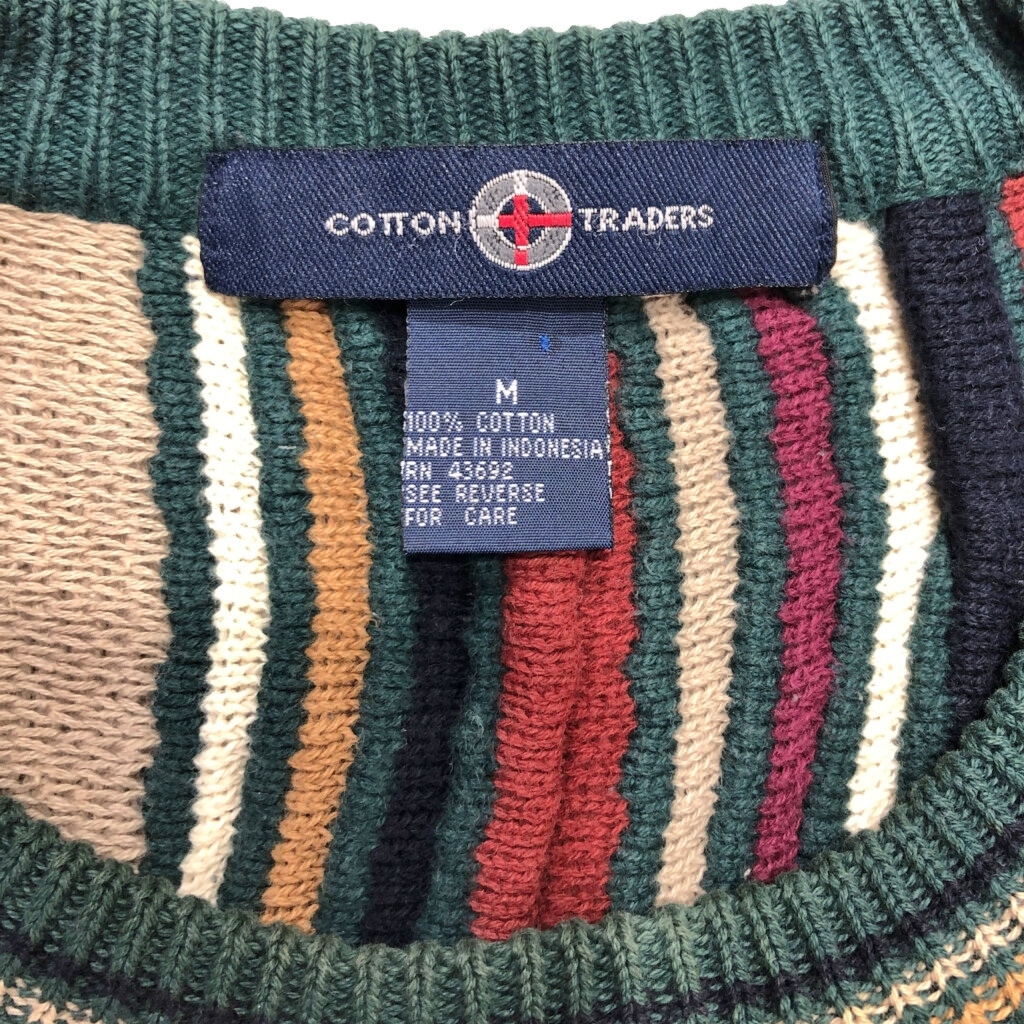 COTTON TRADERS
M
100% COTTON
MADE IN INDONESIA
RN 43692
SEE REVERSE
FOR CARE